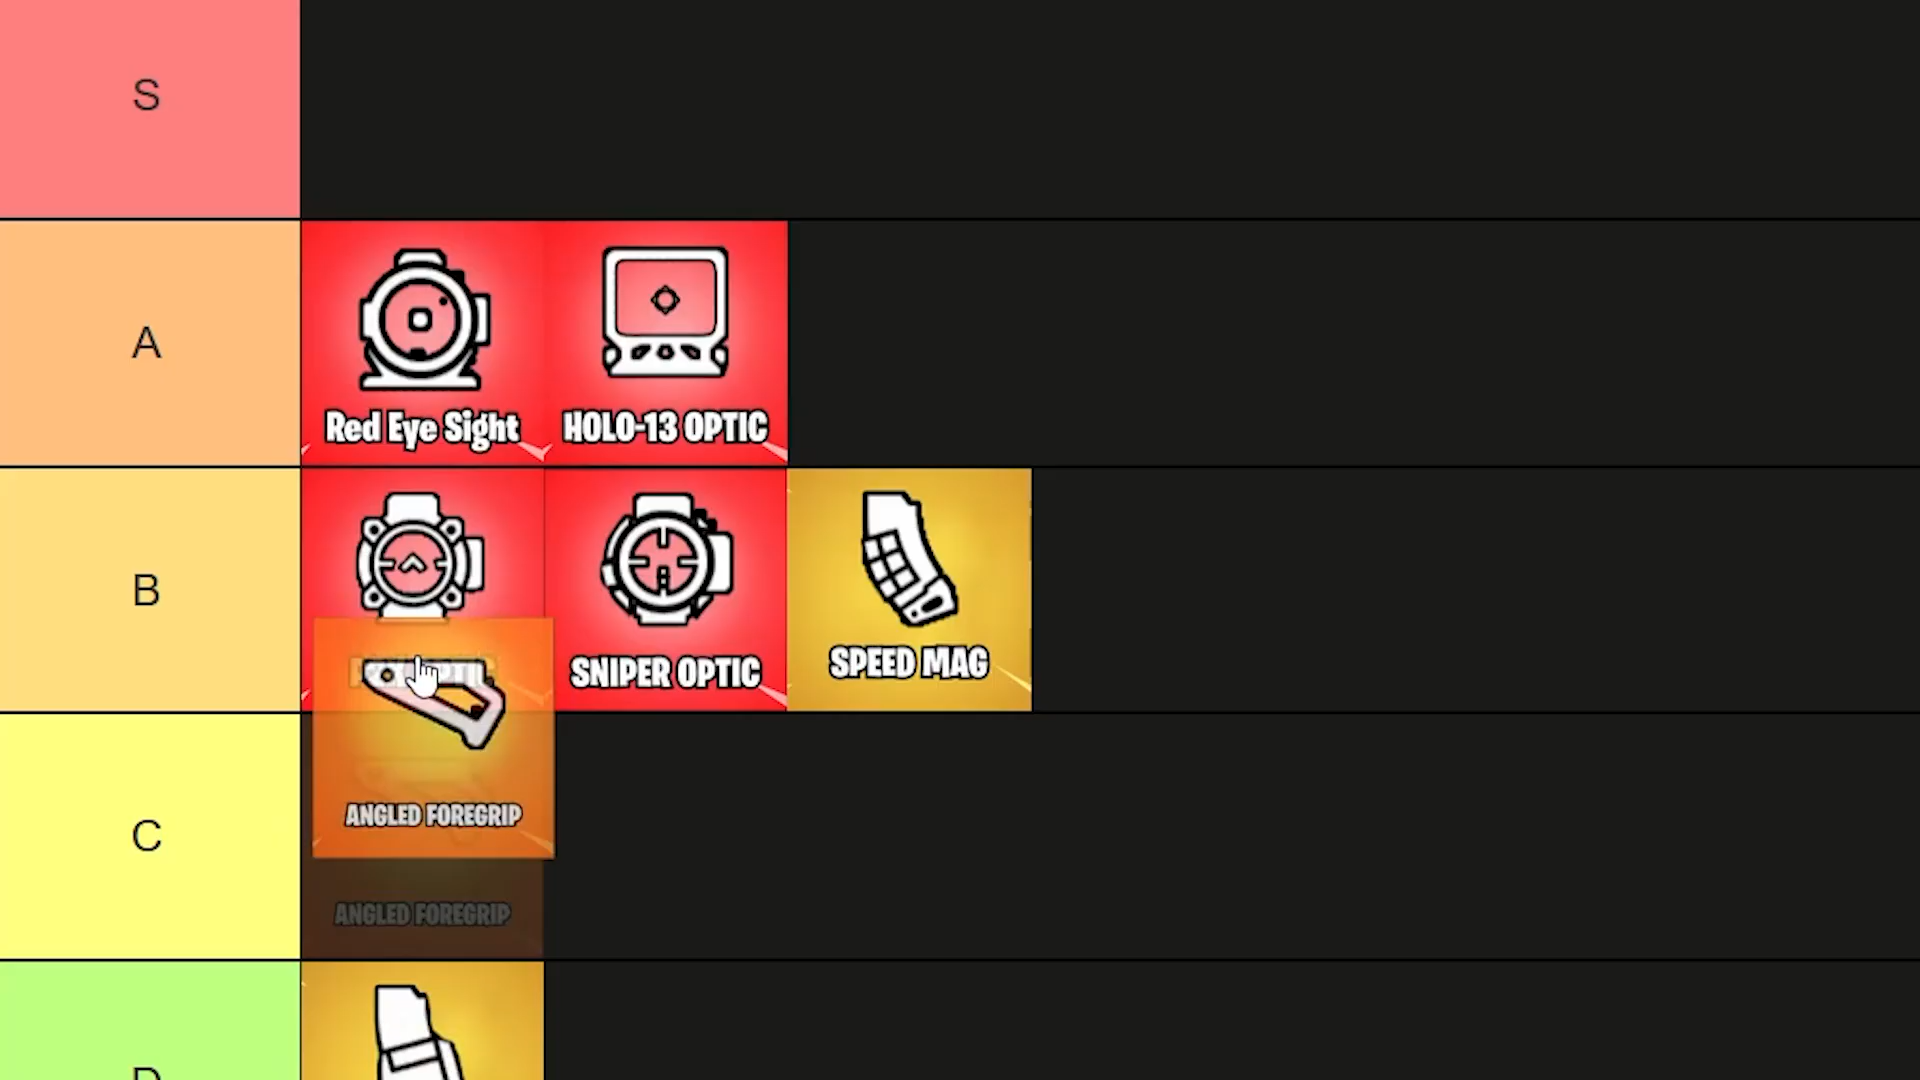 S
A
Red Eye Sight
HOLO-13 OPTIC
B
SNIPER OPTIC
SPEED MAG
C
ANGLED FOREGRIP
ANGLED FOREGRIP
D